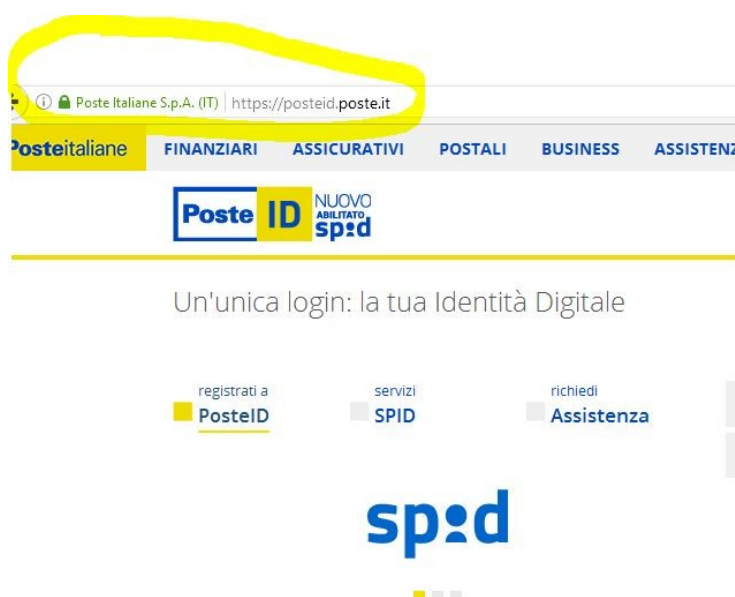 Poste Italiane S.p.A. (IT) https://posteid.poste.it
Posteitaliane FINANZIARI ASSICURATIVI POSTALI BUSINESS ASSISTENZ
Poste ID NUOVO
ABILITATO
spid
Un'unica login: la tua Identità Digitale
registrati a servizi richiedi
PosteID SPID Assistenza
spid